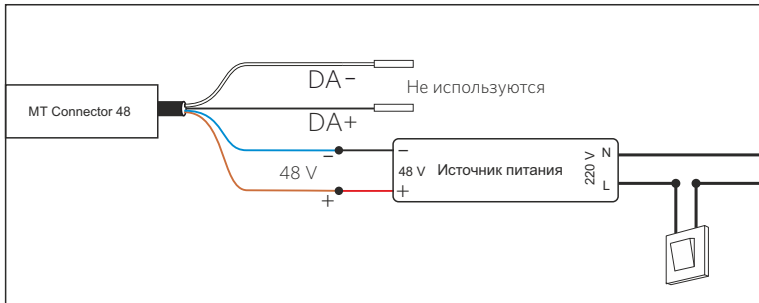 DA−
Не используются
MT Connector 48
DA+
−
48 V
+
−
48 V
+
Источник питания
220 V
N
L